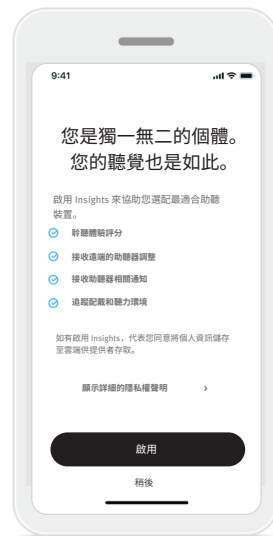 9:41
您是獨一無二的個體。
您的聽覺也是如此。
啟用 Insights 來協助您選配最適合助聽
裝置。
聆聽體驗評分
接收遠端的助聽器調整
接收助聽器相關通知
追蹤配戴和聽力環境
如有啟用 Insights，代表您同意將個人資訊儲存
至雲端供提供者存取。
顯示詳細的隱私權聲明 ›
啟用
稍後